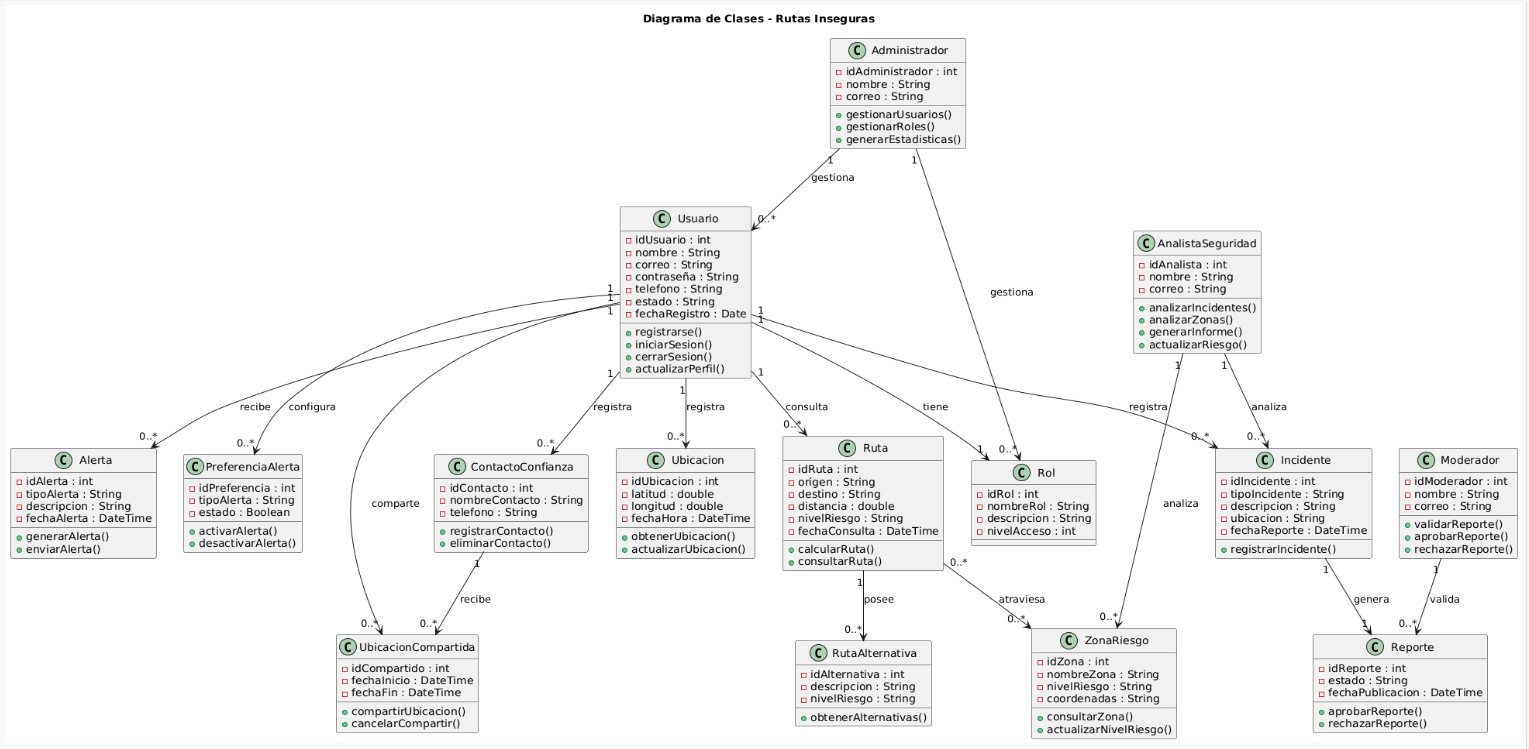 Diagrama de Clases - Rutas Inseguras
C Administrador
idAdministrador : int
nombre : String
correo : String
gestionarUsuarios()
gestionarRoles()
generarEstadisticas()
1
gestiona
0..*
1
gestiona
0..*
C Usuario
idUsuario : int
nombre : String
correo : String
contraseña : String
telefono : String
estado : String
fechaRegistro : Date
registrarse()
iniciarSesion()
cerrarSesion()
actualizarPerfil()
C AnalistaSeguridad
idAnalista : int
nombre : String
correo : String
analizarIncidentes()
analizarZonas()
generarInforme()
actualizarRiesgo()
1
recibe
0..*
1
configura
0..*
1
comparte
0..*
1
registra
0..*
1
registra
0..*
1
consulta
0..*
1
tiene
1
1
registra
0..*
1
analiza
0..*
1
analiza
0..*
C Alerta
idAlerta : int
tipoAlerta : String
descripcion : String
fechaAlerta : DateTime
generarAlerta()
enviarAlerta()
C PreferenciaAlerta
idPreferencia : int
tipoAlerta : String
estado : Boolean
activarAlerta()
desactivarAlerta()
C ContactoConfianza
idContacto : int
nombreContacto : String
telefono : String
registrarContacto()
eliminarContacto()
C Ubicacion
idUbicacion : int
latitud : double
longitud : double
fechaHora : DateTime
obtenerUbicacion()
actualizarUbicacion()
C Ruta
idRuta : int
origen : String
destino : String
distancia : double
nivelRiesgo : String
fechaConsulta : DateTime
calcularRuta()
consultarRuta()
C Rol
idRol : int
nombreRol : String
descripcion : String
nivelAcceso : int
C Incidente
idIncidente : int
tipoIncidente : String
descripcion : String
ubicacion : String
fechaReporte : DateTime
registrarIncidente()
C Moderador
idModerador : int
nombre : String
correo : String
validarReporte()
aprobarReporte()
rechazarReporte()
1
recibe
0..*
1
posee
0..*
0..*
atraviesa
0..*
1
genera
1
1
valida
0..*
C UbicacionCompartida
idCompartido : int
fechaInicio : DateTime
fechaFin : DateTime
compartirUbicacion()
cancelarCompartir()
C RutaAlternativa
idAlternativa : int
descripcion : String
nivelRiesgo : String
obtenerAlternativas()
C ZonaRiesgo
idZona : int
nombreZona : String
nivelRiesgo : String
coordenadas : String
consultarZona()
actualizarNivelRiesgo()
C Reporte
idReporte : int
estado : String
fechaPublicacion : DateTime
aprobarReporte()
rechazarReporte()